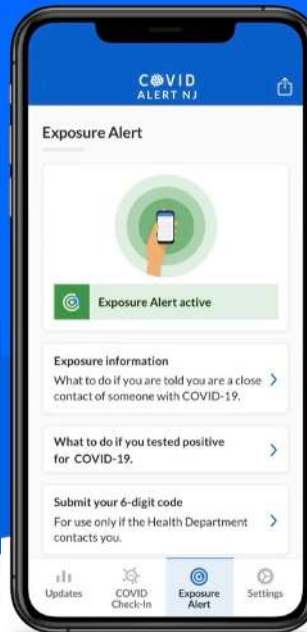 COVID
ALERT NJ
Exposure Alert
Exposure Alert active
Exposure information
What to do if you are told you are a close
contact of someone with COVID-19.
What to do if you tested positive
for COVID-19.
Submit your 6-digit code
For use only if the Health Department
contacts you.
Updates
COVID
Check-In
Exposure
Alert
Settings